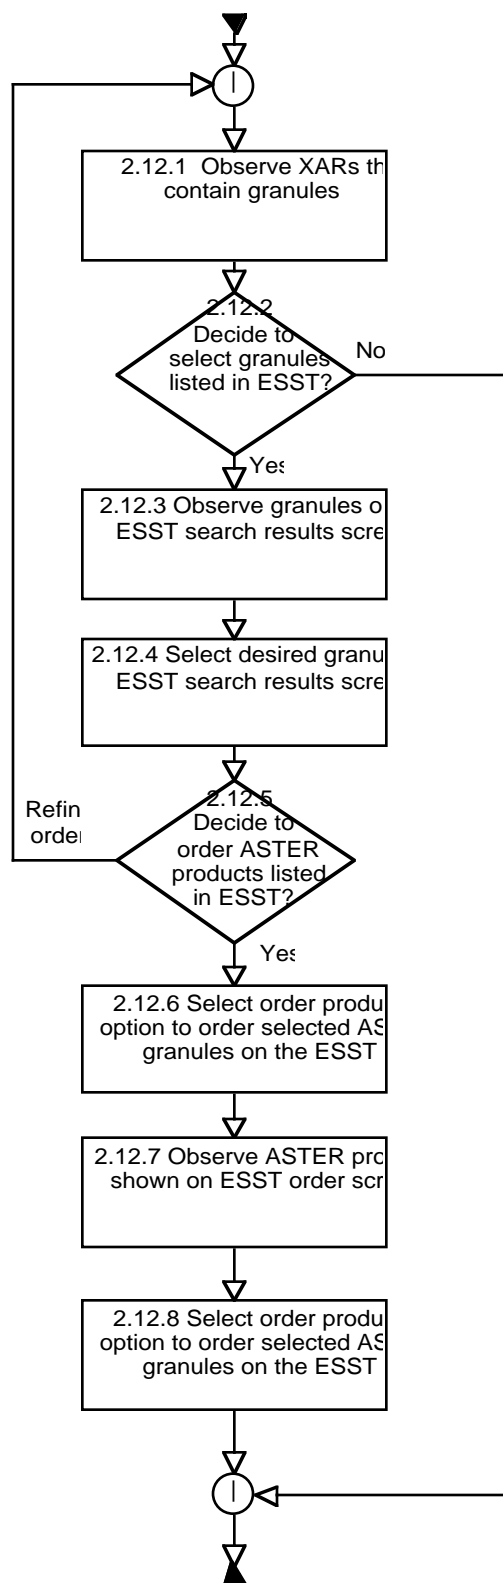 2.12.1 Observe XARs th
contain granules
2.12.2
Decide to
select granules
listed in ESST?
No
Yes
2.12.3 Observe granules o
ESST search results scre
2.12.4 Select desired granu
ESST search results scre
2.12.5
Decide to
order ASTER
products listed
in ESST?
Refin
order
Yes
2.12.6 Select order produ
option to order selected AS
granules on the ESST
2.12.7 Observe ASTER pro
shown on ESST order scr
2.12.8 Select order produ
option to order selected AS
granules on the ESST